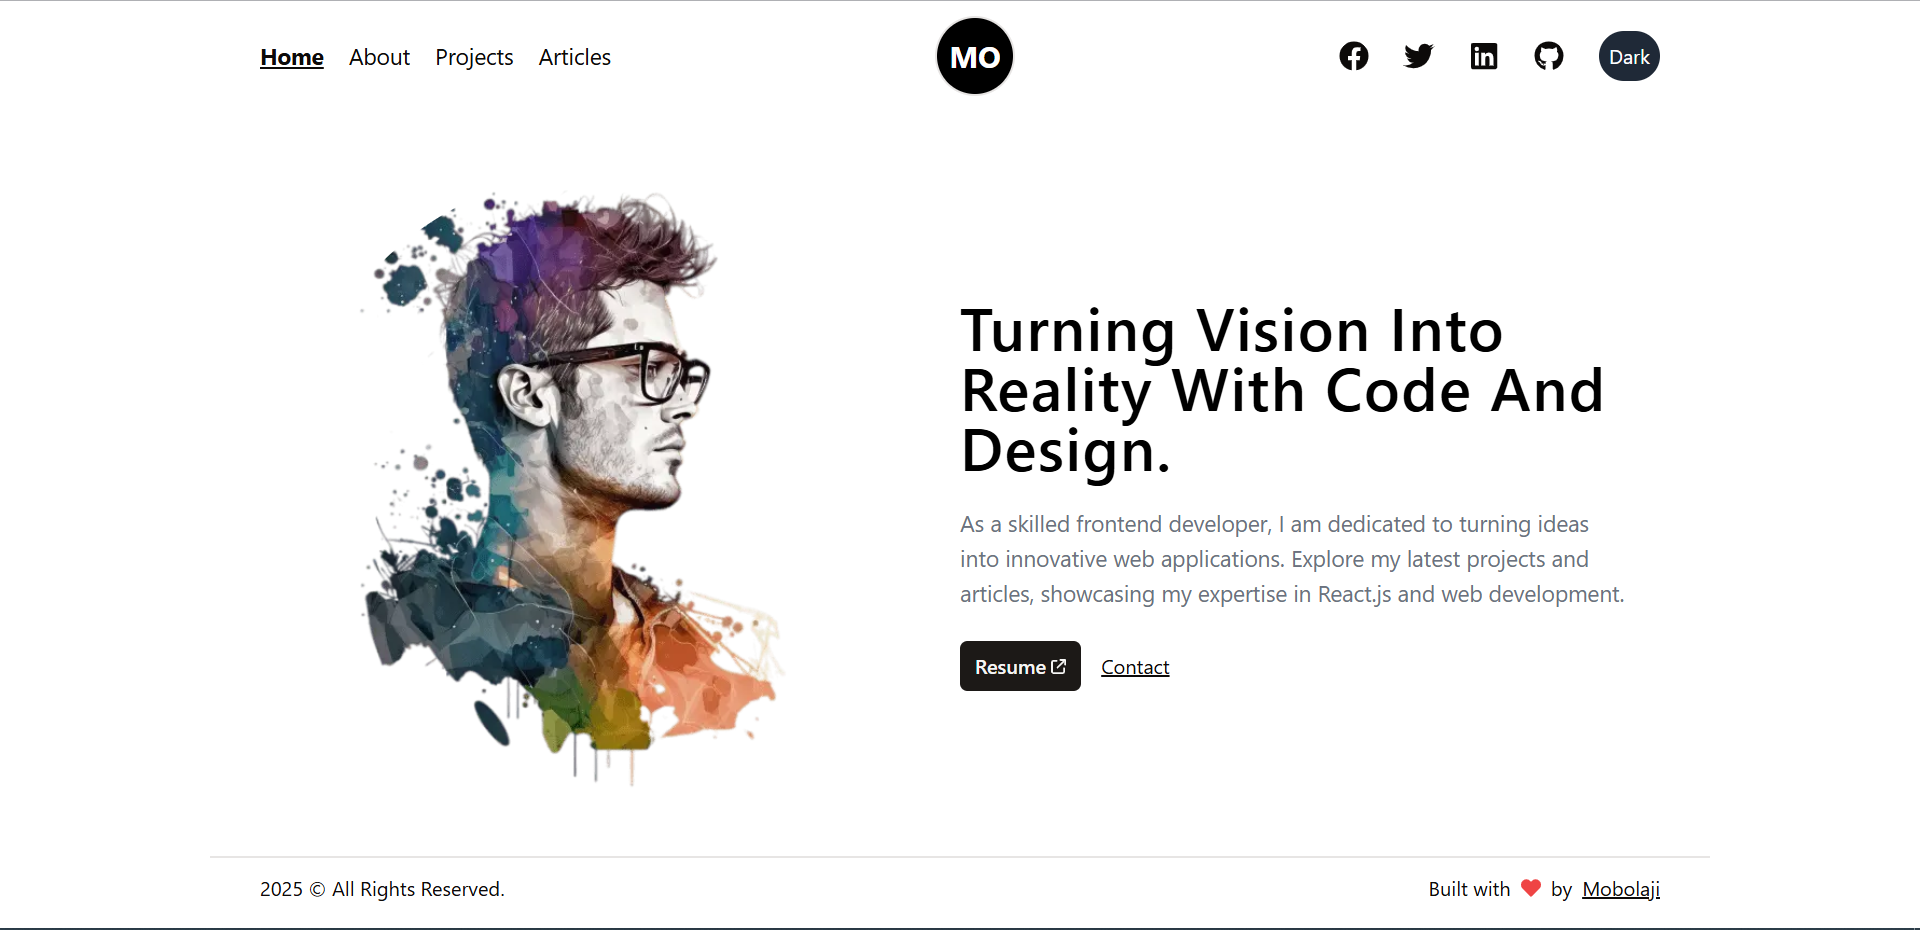 Home About Projects Articles
MO
Dark
Turning Vision Into
Reality With Code And
Design.
As a skilled frontend developer, I am dedicated to turning ideas
into innovative web applications. Explore my latest projects and
articles, showcasing my expertise in React.js and web development.
Resume Contact
2025 © All Rights Reserved.
Built with ❤ by Mobolaji